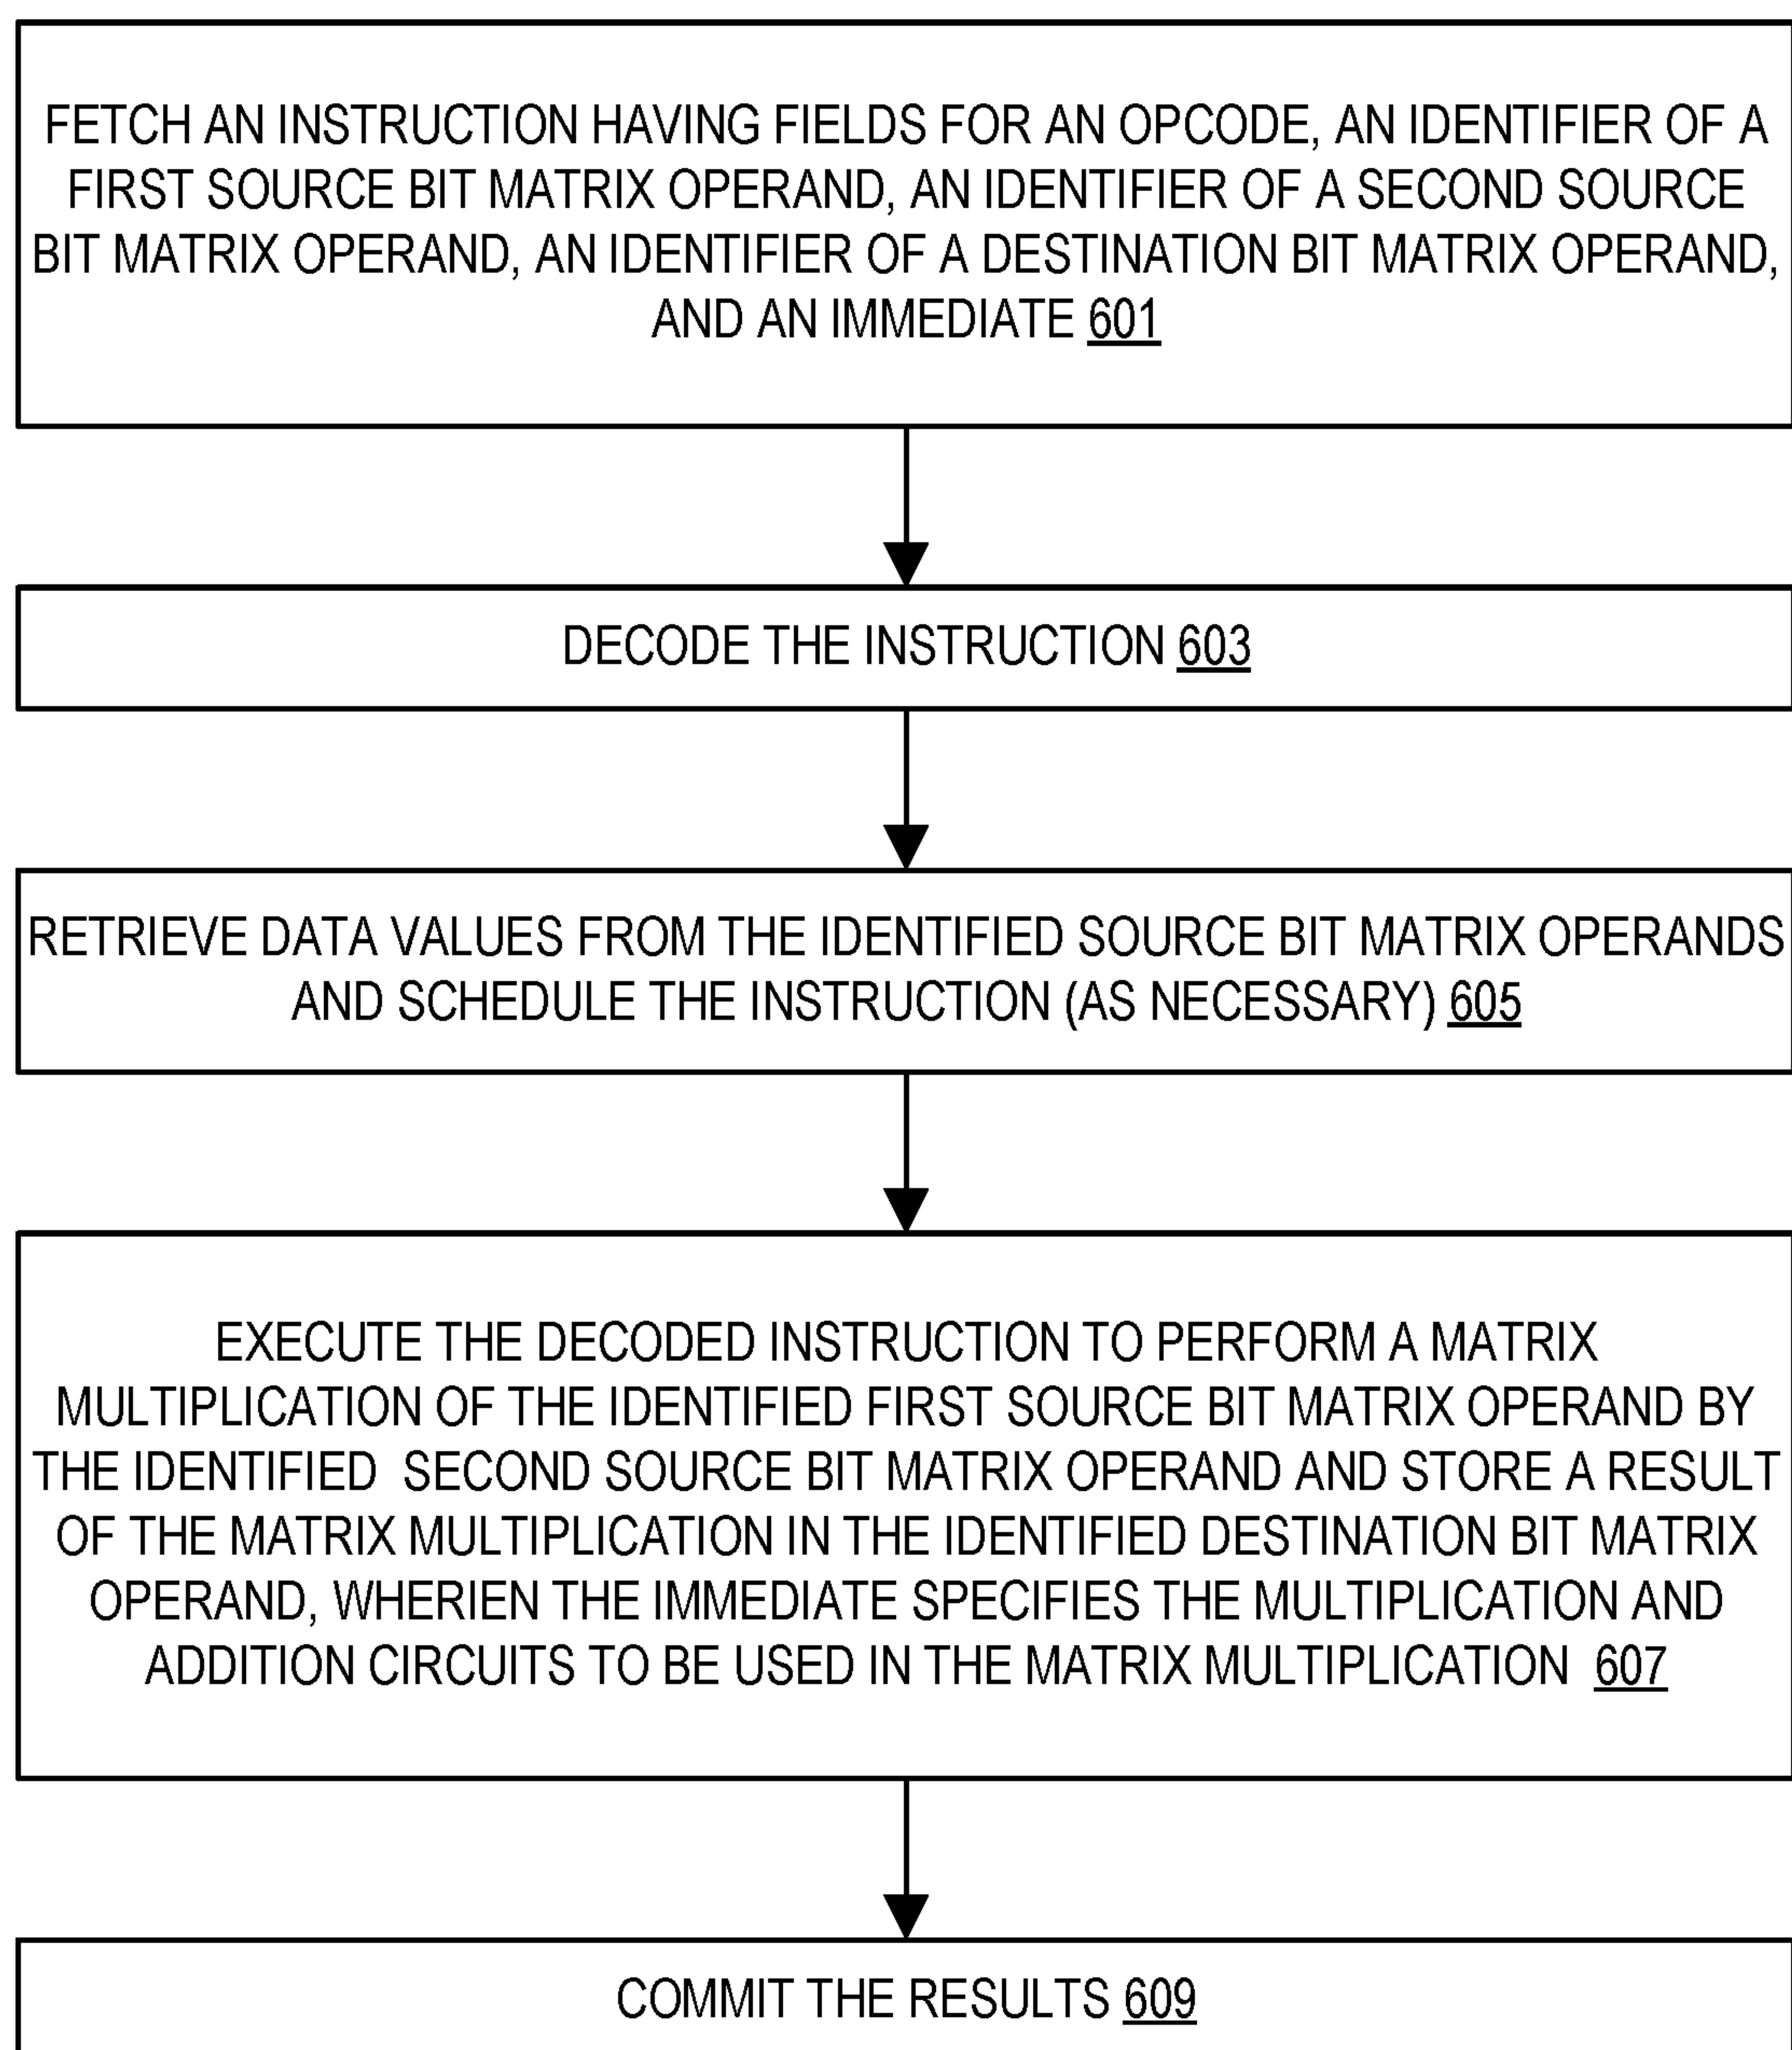 FETCH AN INSTRUCTION HAVING FIELDS FOR AN OPCODE, AN IDENTIFIER OF A
FIRST SOURCE BIT MATRIX OPERAND, AN IDENTIFIER OF A SECOND SOURCE
BIT MATRIX OPERAND, AN IDENTIFIER OF A DESTINATION BIT MATRIX OPERAND,
AND AN IMMEDIATE 601
DECODE THE INSTRUCTION 603
RETRIEVE DATA VALUES FROM THE IDENTIFIED SOURCE BIT MATRIX OPERANDS
AND SCHEDULE THE INSTRUCTION (AS NECESSARY) 605
EXECUTE THE DECODED INSTRUCTION TO PERFORM A MATRIX
MULTIPLICATION OF THE IDENTIFIED FIRST SOURCE BIT MATRIX OPERAND BY
THE IDENTIFIED SECOND SOURCE BIT MATRIX OPERAND AND STORE A RESULT
OF THE MATRIX MULTIPLICATION IN THE IDENTIFIED DESTINATION BIT MATRIX
OPERAND, WHERIEN THE IMMEDIATE SPECIFIES THE MULTIPLICATION AND
ADDITION CIRCUITS TO BE USED IN THE MATRIX MULTIPLICATION 607
COMMIT THE RESULTS 609